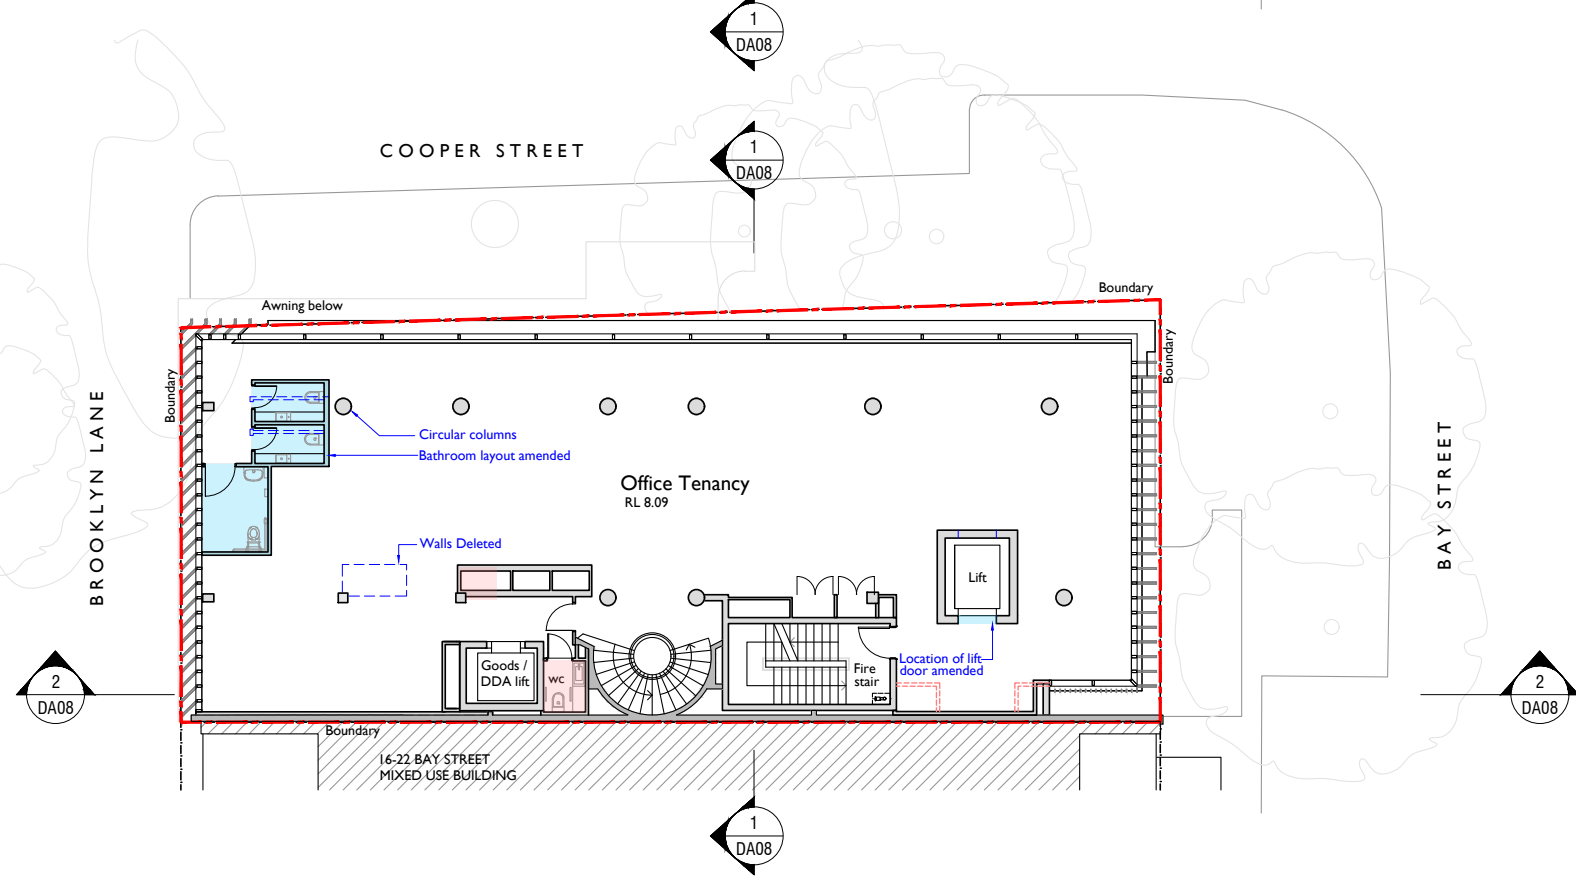 1
DA08
COOPER STREET
1
DA08
Boundary
Awning below
Boundary
Boundary
BROOKLYN LANE
Circular columns
Bathroom layout amended
Office Tenancy
RL 8.09
BAY STREET
Walls Deleted
Lift
Goods /
DDA lift
WC
Fire
stair
Location of lift
door amended
2
DA08
2
DA08
Boundary
16-22 BAY STREET
MIXED USE BUILDING
1
DA08